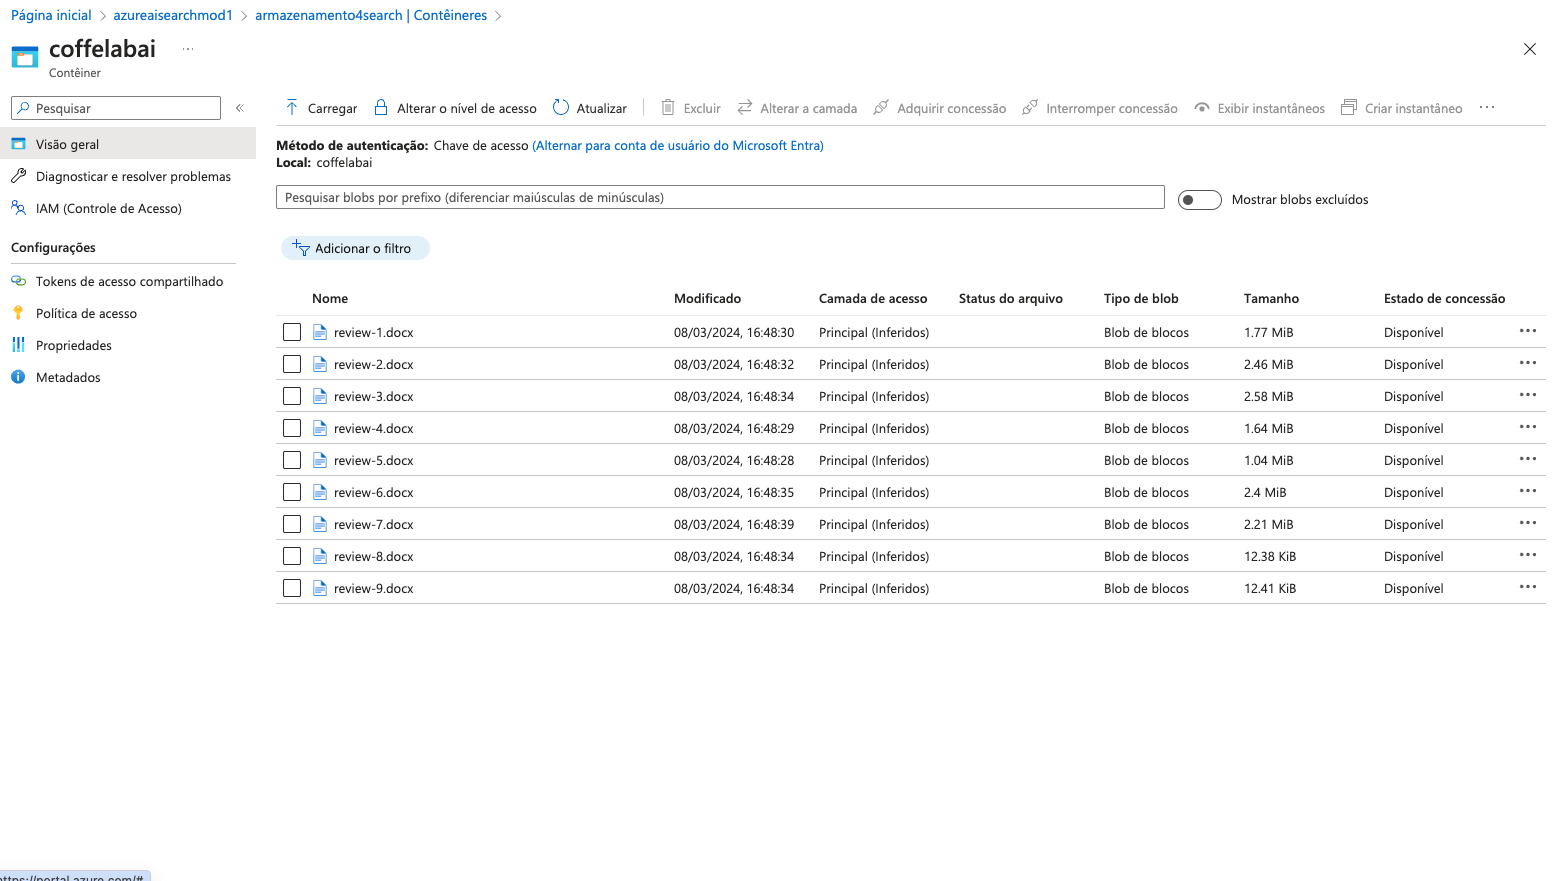 Página inicial > azureaisearchmod1 > armazenamento4search | Contêineres >
coffelabai ...
Contêiner
Pesquisar «
Carregar Alterar o nível de acesso Atualizar Excluir Alterar a camada Adquirir concessão Interromper concessão Exibir instantâneos Criar instantâneo ...
Visão geral
Diagnosticar e resolver problemas
IAM (Controle de Acesso)
Configurações
Tokens de acesso compartilhado
Política de acesso
Propriedades
Metadados
Método de autenticação: Chave de acesso (Alternar para conta de usuário do Microsoft Entra)
Local: coffelabai
Pesquisar blobs por prefixo (diferenciar maiúsculas de minúsculas) Mostrar blobs excluídos
Adicionar o filtro
Nome Modificado Camada de acesso Status do arquivo Tipo de blob Tamanho Estado de concessão
review-1.docx 08/03/2024, 16:48:30 Principal (Inferidos) Blob de blocos 1.77 MiB Disponível ...
review-2.docx 08/03/2024, 16:48:32 Principal (Inferidos) Blob de blocos 2.46 MiB Disponível ...
review-3.docx 08/03/2024, 16:48:34 Principal (Inferidos) Blob de blocos 2.58 MiB Disponível ...
review-4.docx 08/03/2024, 16:48:29 Principal (Inferidos) Blob de blocos 1.64 MiB Disponível ...
review-5.docx 08/03/2024, 16:48:28 Principal (Inferidos) Blob de blocos 1.04 MiB Disponível ...
review-6.docx 08/03/2024, 16:48:35 Principal (Inferidos) Blob de blocos 2.4 MiB Disponível ...
review-7.docx 08/03/2024, 16:48:39 Principal (Inferidos) Blob de blocos 2.21 MiB Disponível ...
review-8.docx 08/03/2024, 16:48:34 Principal (Inferidos) Blob de blocos 12.38 KiB Disponível ...
review-9.docx 08/03/2024, 16:48:34 Principal (Inferidos) Blob de blocos 12.41 KiB Disponível ...
https://portal.azure.com/#